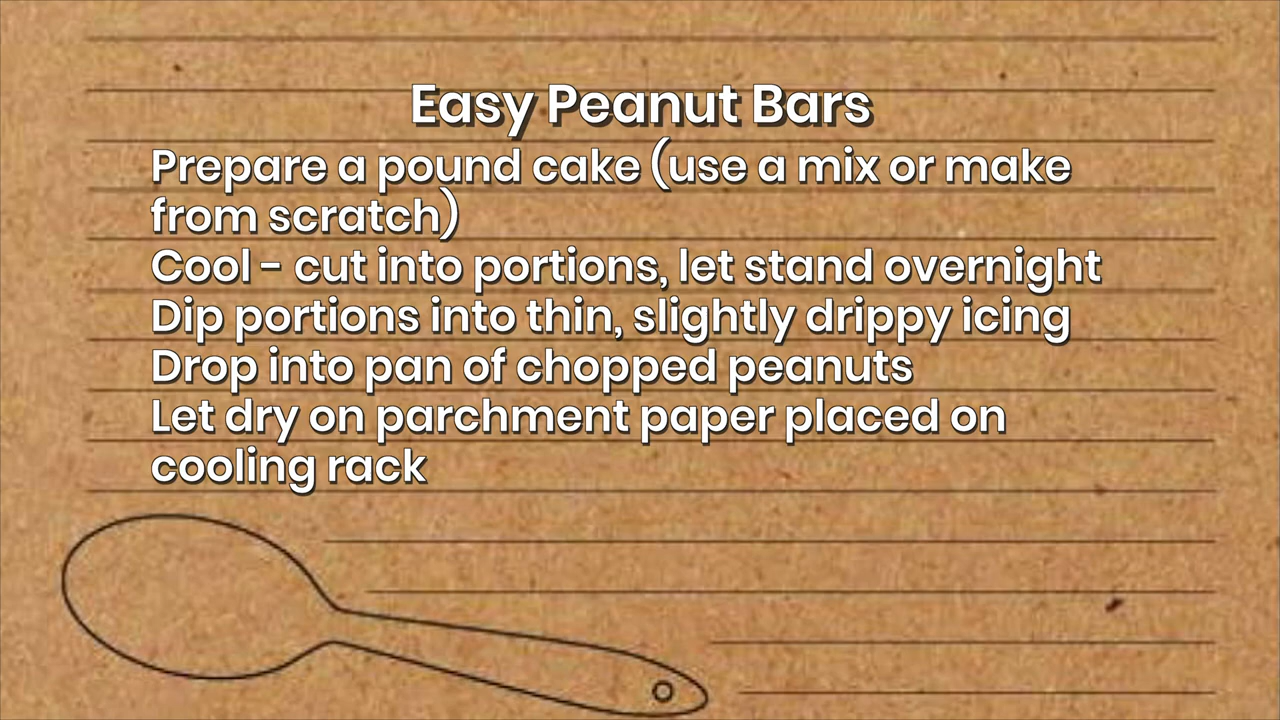 Easy Peanut Bars
Prepare a pound cake (use a mix or make
from scratch)
Cool - cut into portions, let stand overnight
Dip portions into thin, slightly drippy icing
Drop into pan of chopped peanuts
Let dry on parchment paper placed on
cooling rack